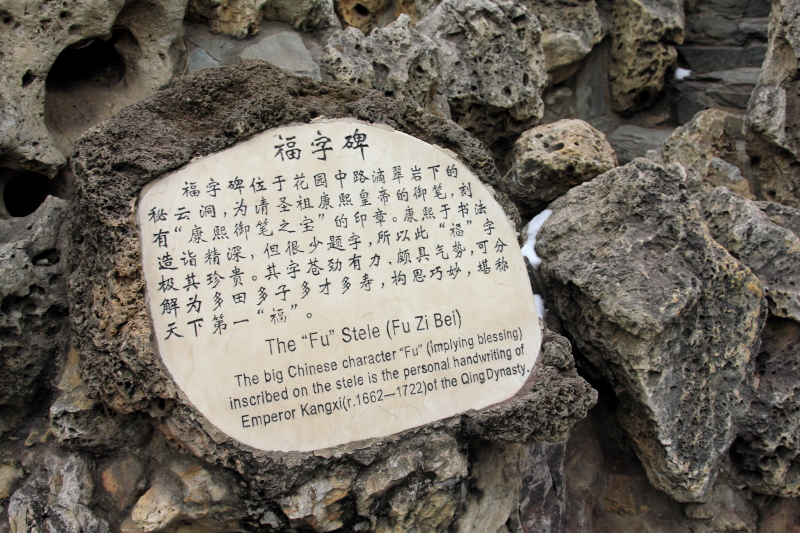 福字碑
福字碑位于花园中路滴翠岩下的
秘云洞，为清圣祖康熙皇帝的御笔，刻
有“康熙御笔之宝”的印章。康熙于书法
造诣精深，但很少题字，所以此“福”字
极其珍贵。其字苍劲有力、颇具气势，可分
解为多田多子多才多寿，构思巧妙，堪称
天下第一“福”。
The "Fu" Stele (Fu Zi Bei)
The big Chinese character "Fu" (implying blessing)
inscribed on the stele is the personal handwriting of
Emperor Kangxi(r.1662—1722)of the Qing Dynasty.